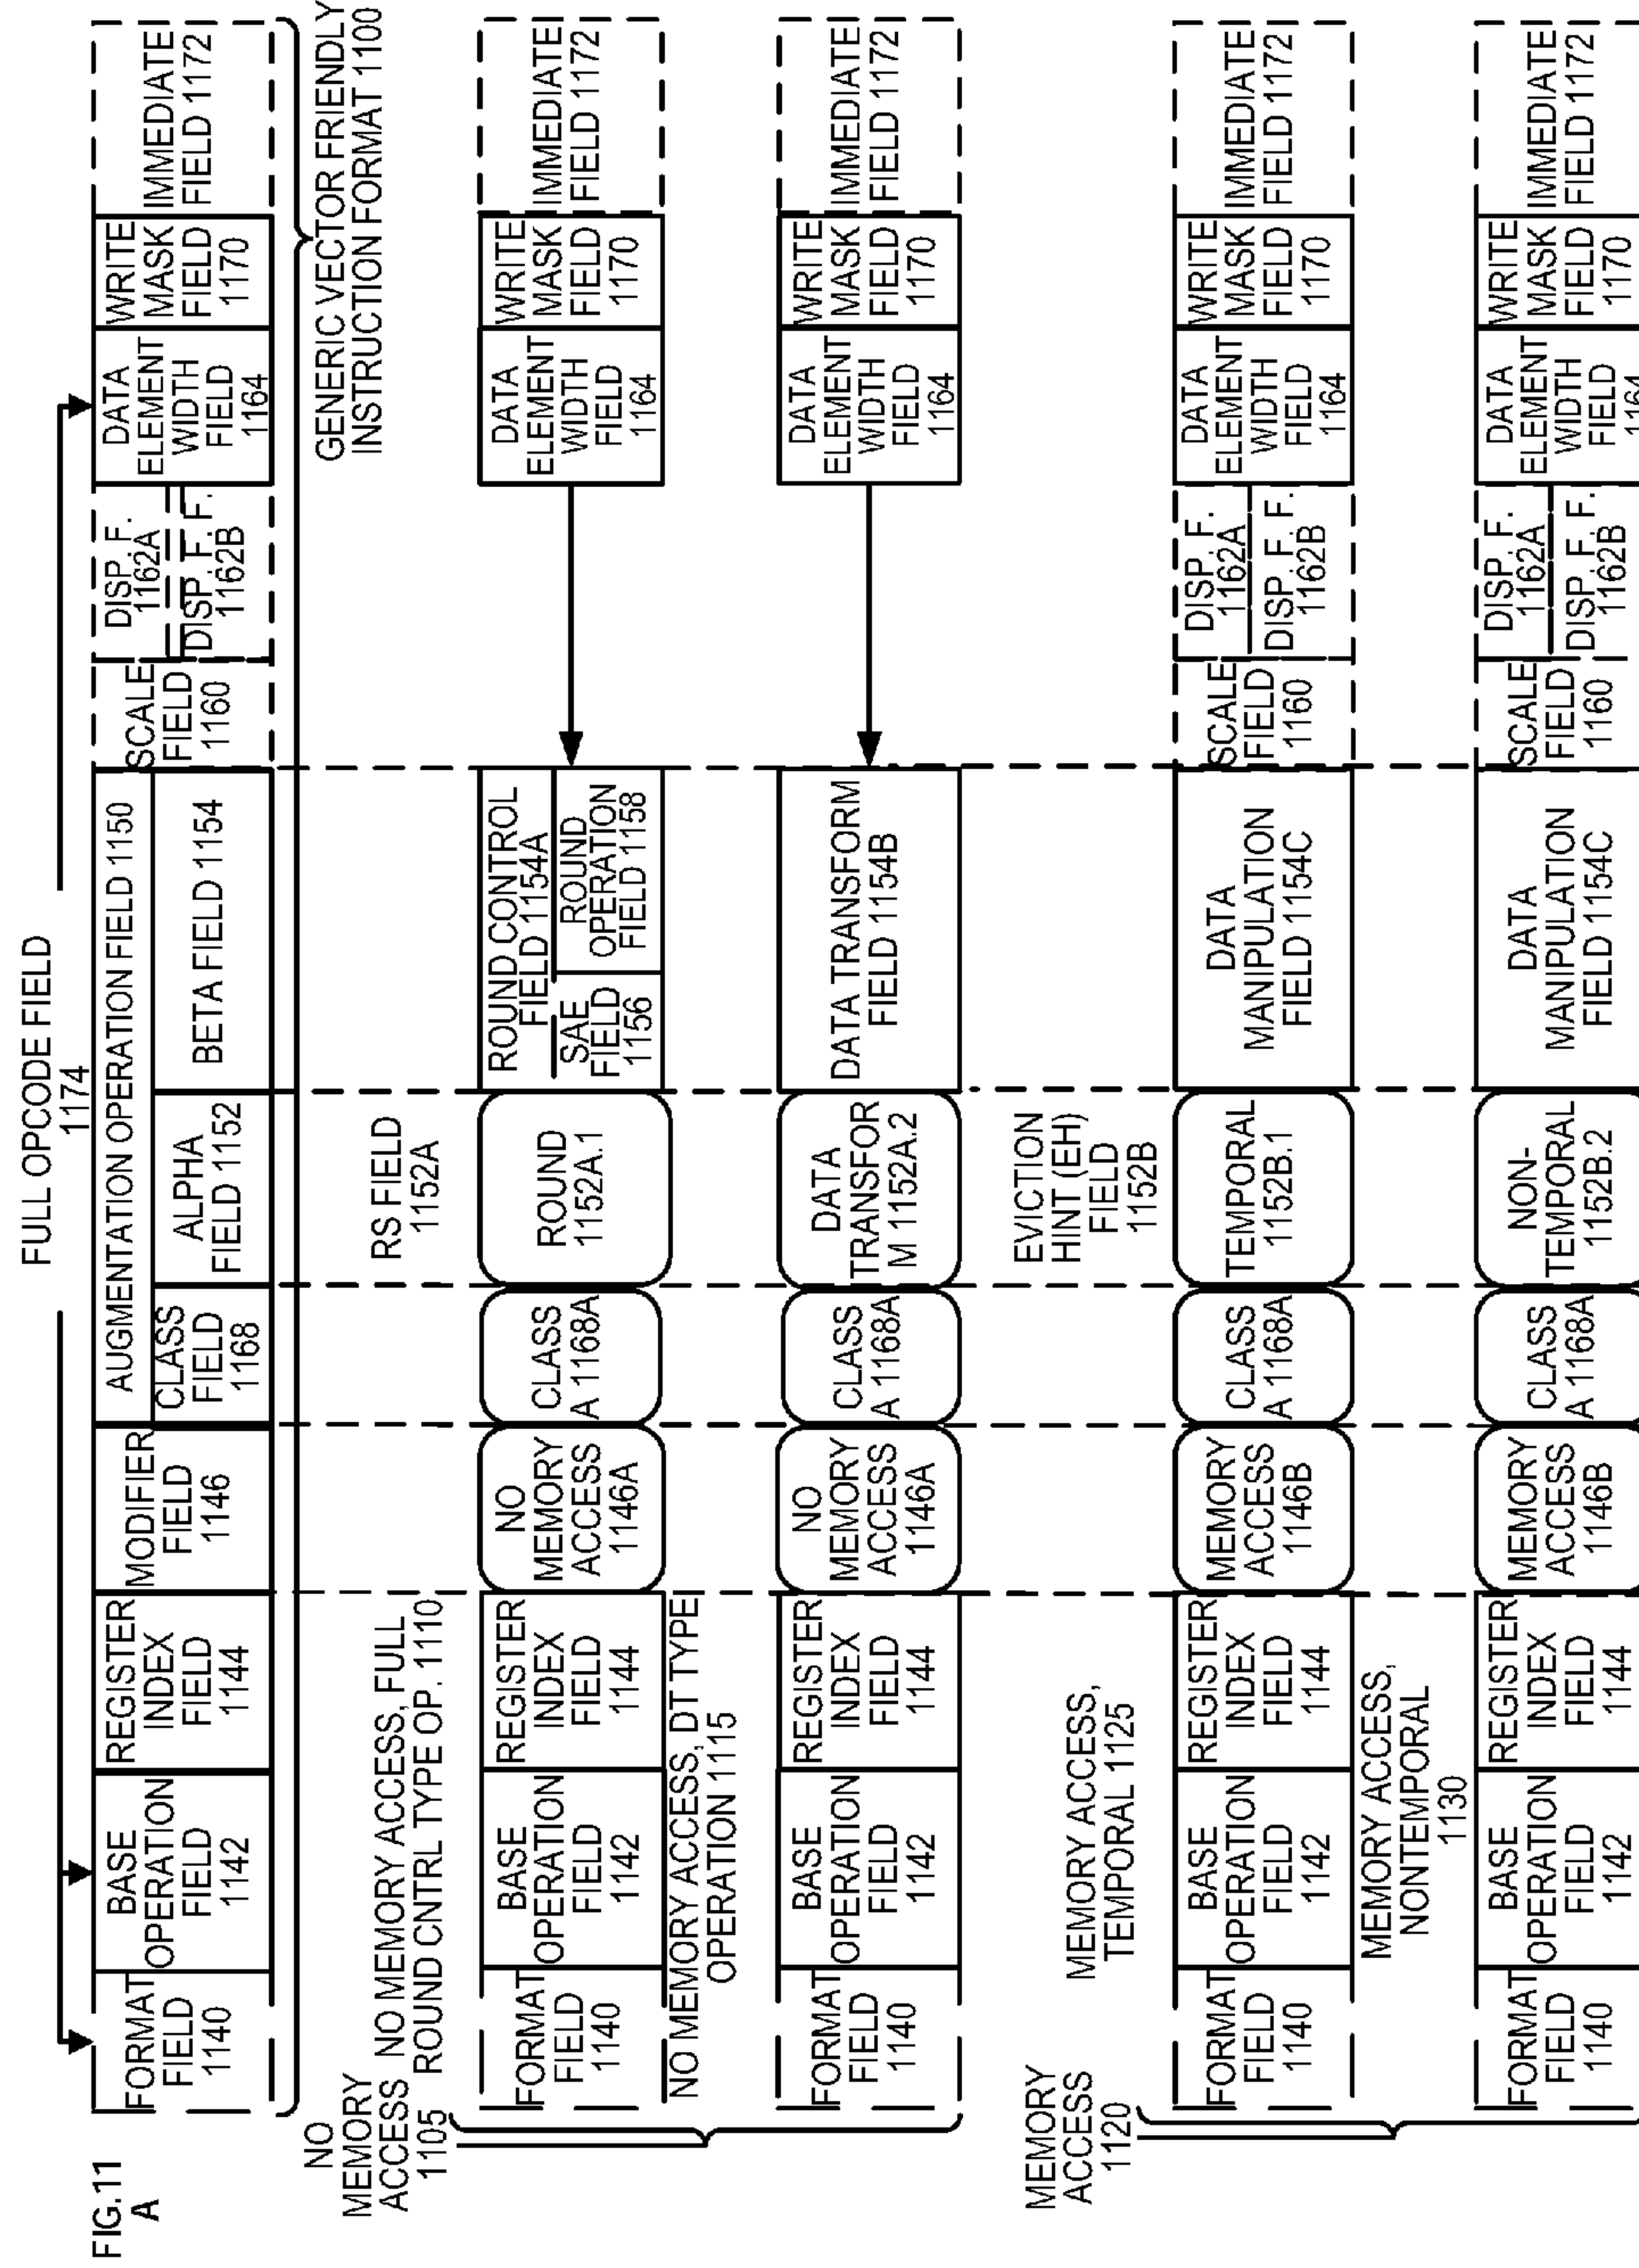 FIG.11
A
FULL OPCODE FIELD
1174
FORMAT
FIELD
1140
BASE
OPERATION
FIELD
1142
REGISTER
INDEX
FIELD
1144
MODIFIER
FIELD
1146
AUGMENTATION OPERATION FIELD 1150
CLASS
FIELD
1168
ALPHA
FIELD 1152
BETA FIELD 1154
SCALE
FIELD
1160
DISP. F.
1162A
DISP. F. F.
1162B
DATA
ELEMENT
WIDTH
FIELD
1164
WRITE
MASK
FIELD
1170
IMMEDIATE
FIELD 1172
GENERIC VECTOR FRIENDLY
INSTRUCTION FORMAT 1100
NO
MEMORY
ACCESS
1105
NO MEMORY ACCESS, FULL
ROUND CNTRL TYPE OP. 1110
RS FIELD
1152A
FORMAT
FIELD
1140
BASE
OPERATION
FIELD
1142
REGISTER
INDEX
FIELD
1144
NO
MEMORY
ACCESS
1146A
CLASS
A 1168A
ROUND
1152A.1
ROUND CONTROL
FIELD 1154A
SAE
FIELD
1156
ROUND
OPERATION
FIELD 1158
DATA
ELEMENT
WIDTH
FIELD
1164
WRITE
MASK
FIELD
1170
IMMEDIATE
FIELD 1172
NO MEMORY ACCESS, DT TYPE
OPERATION 1115
FORMAT
FIELD
1140
BASE
OPERATION
FIELD
1142
REGISTER
INDEX
FIELD
1144
NO
MEMORY
ACCESS
1146A
CLASS
A 1168A
DATA
TRANSFOR
M 1152A.2
DATA TRANSFORM
FIELD 1154B
DATA
ELEMENT
WIDTH
FIELD
1164
WRITE
MASK
FIELD
1170
IMMEDIATE
FIELD 1172
MEMORY
ACCESS
1120
MEMORY ACCESS,
TEMPORAL 1125
EVICTION
HINT (EH)
FIELD
1152B
FORMAT
FIELD
1140
BASE
OPERATION
FIELD
1142
REGISTER
INDEX
FIELD
1144
MEMORY
ACCESS
1146B
CLASS
A 1168A
TEMPORAL
1152B.1
DATA
MANIPULATION
FIELD 1154C
SCALE
FIELD
1160
DISP. F.
1162A
DISP. F. F.
1162B
DATA
ELEMENT
WIDTH
FIELD
1164
WRITE
MASK
FIELD
1170
IMMEDIATE
FIELD 1172
MEMORY ACCESS,
NONTEMPORAL
1130
FORMAT
FIELD
1140
BASE
OPERATION
FIELD
1142
REGISTER
INDEX
FIELD
1144
MEMORY
ACCESS
1146B
CLASS
A 1168A
NON-
TEMPORAL
1152B.2
DATA
MANIPULATION
FIELD 1154C
SCALE
FIELD
1160
DISP. F.
1162A
DISP. F. F.
1162B
DATA
ELEMENT
WIDTH
FIELD
1164
WRITE
MASK
FIELD
1170
IMMEDIATE
FIELD 1172